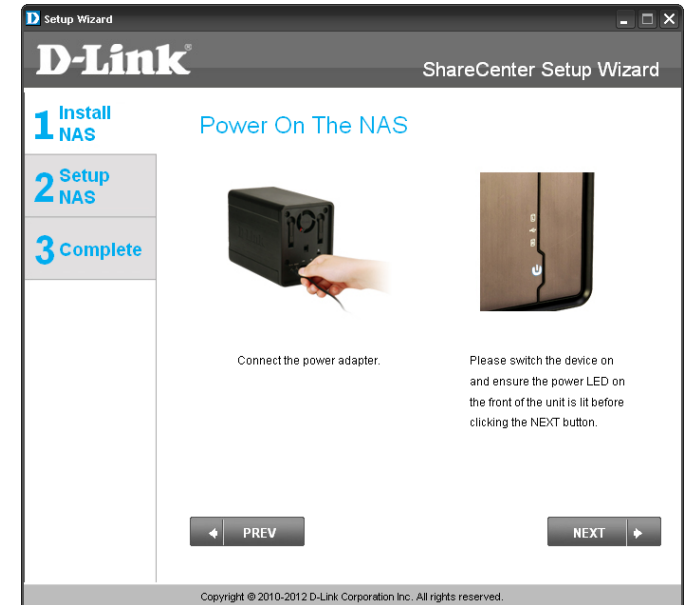 Setup Wizard
D-Link®
ShareCenter Setup Wizard
1 Install
NAS
2 Setup
NAS
3 Complete
Power On The NAS
Connect the power adapter.
Please switch the device on
and ensure the power LED on
the front of the unit is lit before
clicking the NEXT button.
PREV
NEXT
Copyright © 2010-2012 D-Link Corporation Inc. All rights reserved.